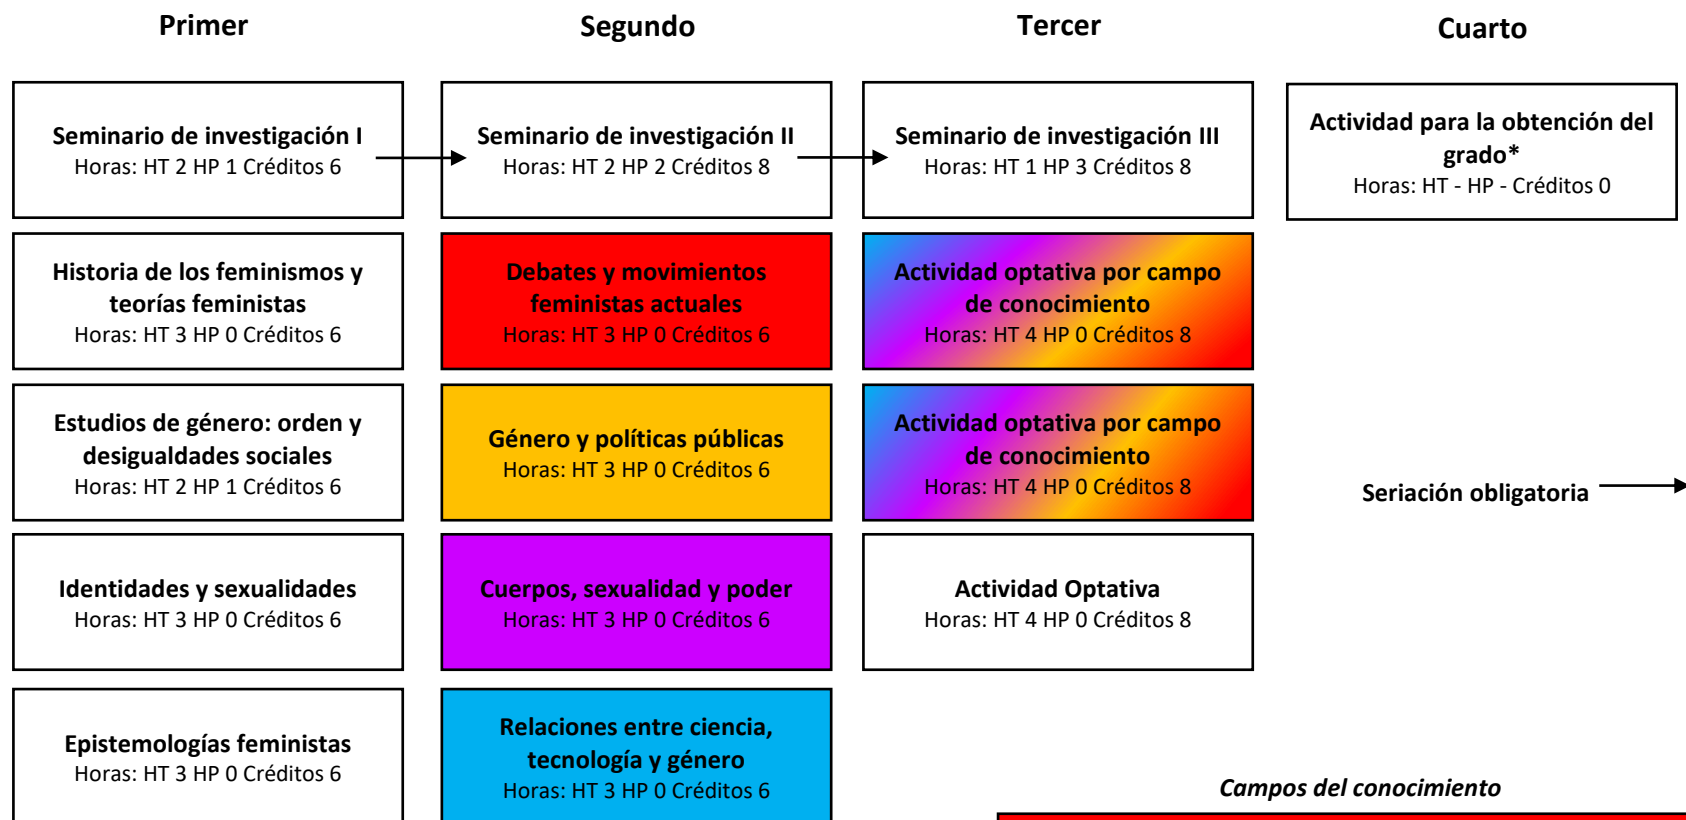 Primer
Segundo
Tercer
Cuarto
Seminario de investigación I
Horas: HT 2 HP 1 Créditos 6
Seminario de investigación II
Horas: HT 2 HP 2 Créditos 8
Seminario de investigación III
Horas: HT 1 HP 3 Créditos 8
Actividad para la obtención del
grado*
Horas: HT - HP - Créditos 0
Historia de los feminismos y
teorías feministas
Horas: HT 3 HP 0 Créditos 6
Debates y movimientos
feministas actuales
Horas: HT 3 HP 0 Créditos 6
Actividad optativa por campo
de conocimiento
Horas: HT 4 HP 0 Créditos 8
Estudios de género: orden y
desigualdades sociales
Horas: HT 2 HP 1 Créditos 6
Género y políticas públicas
Horas: HT 3 HP 0 Créditos 6
Actividad optativa por campo
de conocimiento
Horas: HT 4 HP 0 Créditos 8
Seriación obligatoria
Identidades y sexualidades
Horas: HT 3 HP 0 Créditos 6
Cuerpos, sexualidad y poder
Horas: HT 3 HP 0 Créditos 6
Actividad Optativa
Horas: HT 4 HP 0 Créditos 8
Epistemologías feministas
Horas: HT 3 HP 0 Créditos 6
Relaciones entre ciencia,
tecnología y género
Horas: HT 3 HP 0 Créditos 6
Campos del conocimiento